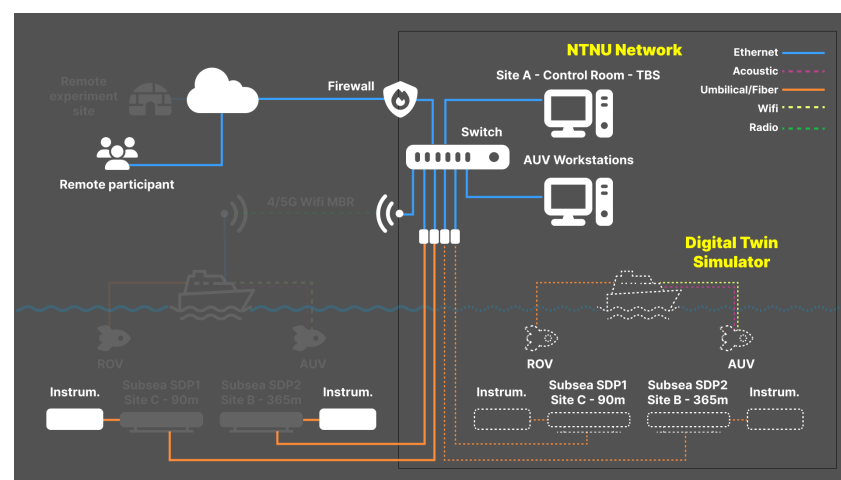 NTNU Network
Ethernet
Acoustic
Umbilical/Fiber
Wifi
Radio
Site A - Control Room - TBS
Firewall
Remote
experiment
site
Switch
AUV Workstations
Remote participant
4/5G Wifi MBR
Digital Twin
Simulator
ROV
AUV
ROV
AUV
Instrum.
Subsea SDP1
Site C - 90m
Subsea SDP2
Site B - 365m
Instrum.
Instrum.
Subsea SDP1
Site C - 90m
Subsea SDP2
Site B - 365m
Instrum.